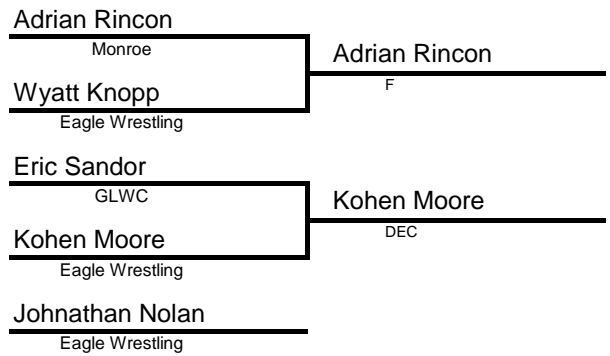 Adrian Rincon
Monroe
Adrian Rincon
F
Wyatt Knopp
Eagle Wrestling
Eric Sandor
GLWC
Kohen Moore
DEC
Kohen Moore
Eagle Wrestling
Johnathan Nolan
Eagle Wrestling